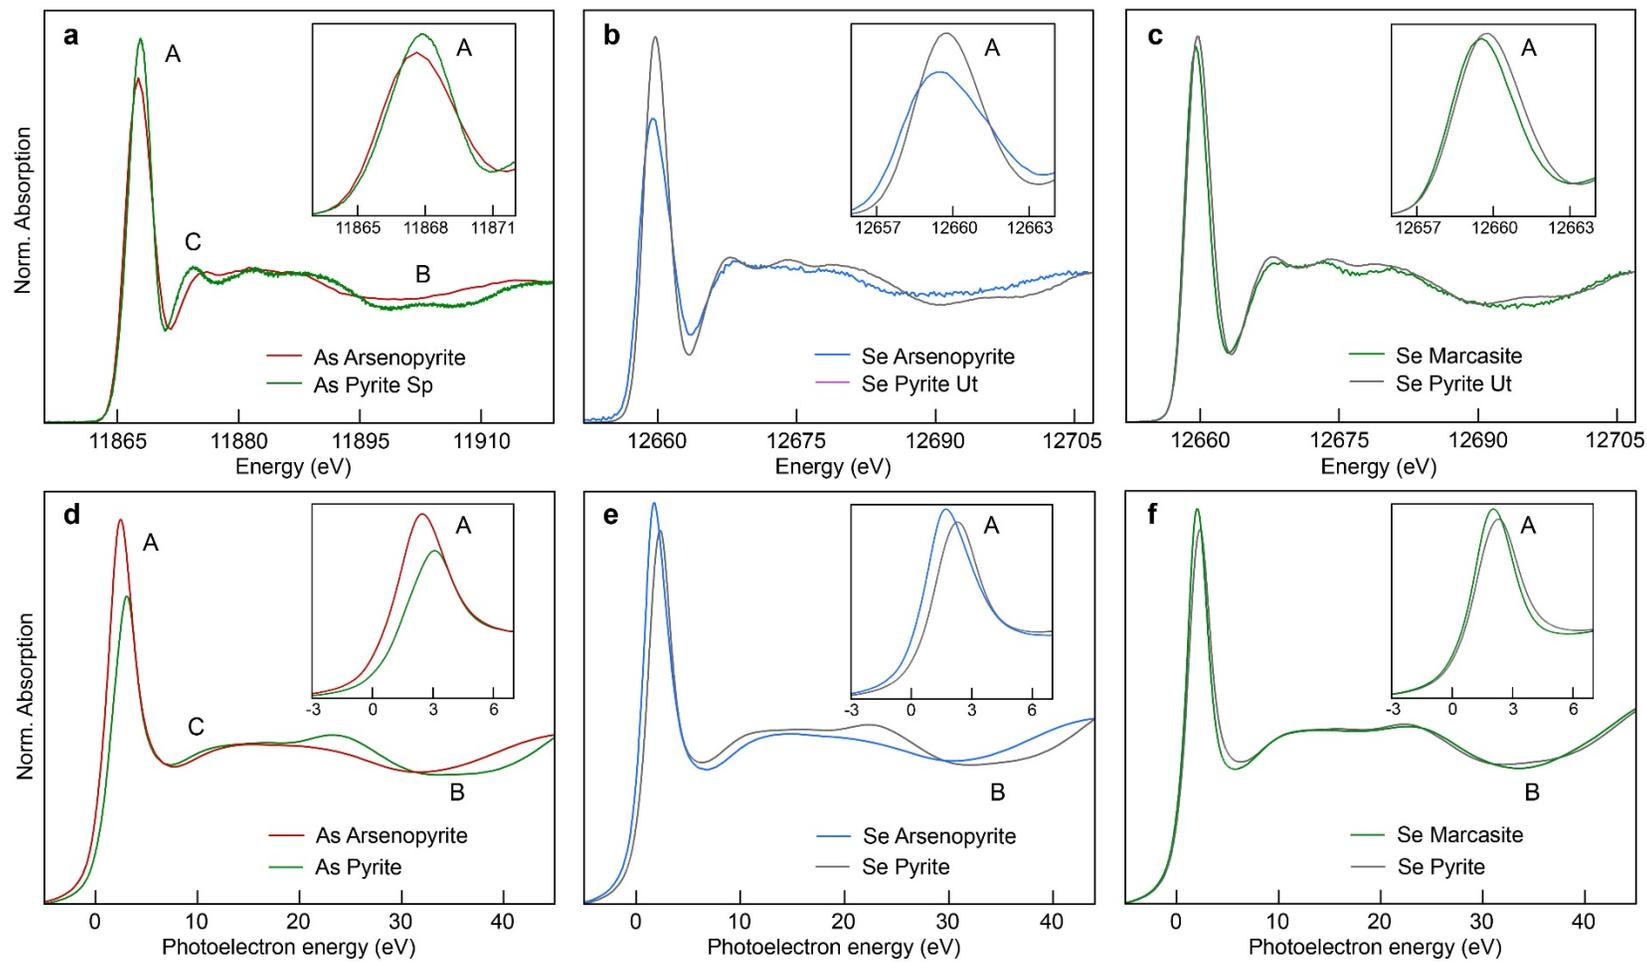 a
A
C
B
Norm. Absorption
As Arsenopyrite
As Pyrite Sp
11865 11880 11895 11910
Energy (eV)
A
11865 11868 11871
b
Se Arsenopyrite
Se Pyrite Ut
12660 12675 12690 12705
Energy (eV)
A
12657 12660 12663
c
Se Marcasite
Se Pyrite Ut
12660 12675 12690 12705
Energy (eV)
A
12657 12660 12663
d
A
C
B
Norm. Absorption
As Arsenopyrite
As Pyrite
0 10 20 30 40
Photoelectron energy (eV)
A
-3 0 3 6
e
B
Se Arsenopyrite
Se Pyrite
0 10 20 30 40
Photoelectron energy (eV)
A
-3 0 3 6
f
B
Se Marcasite
Se Pyrite
0 10 20 30 40
Photoelectron energy (eV)
A
-3 0 3 6